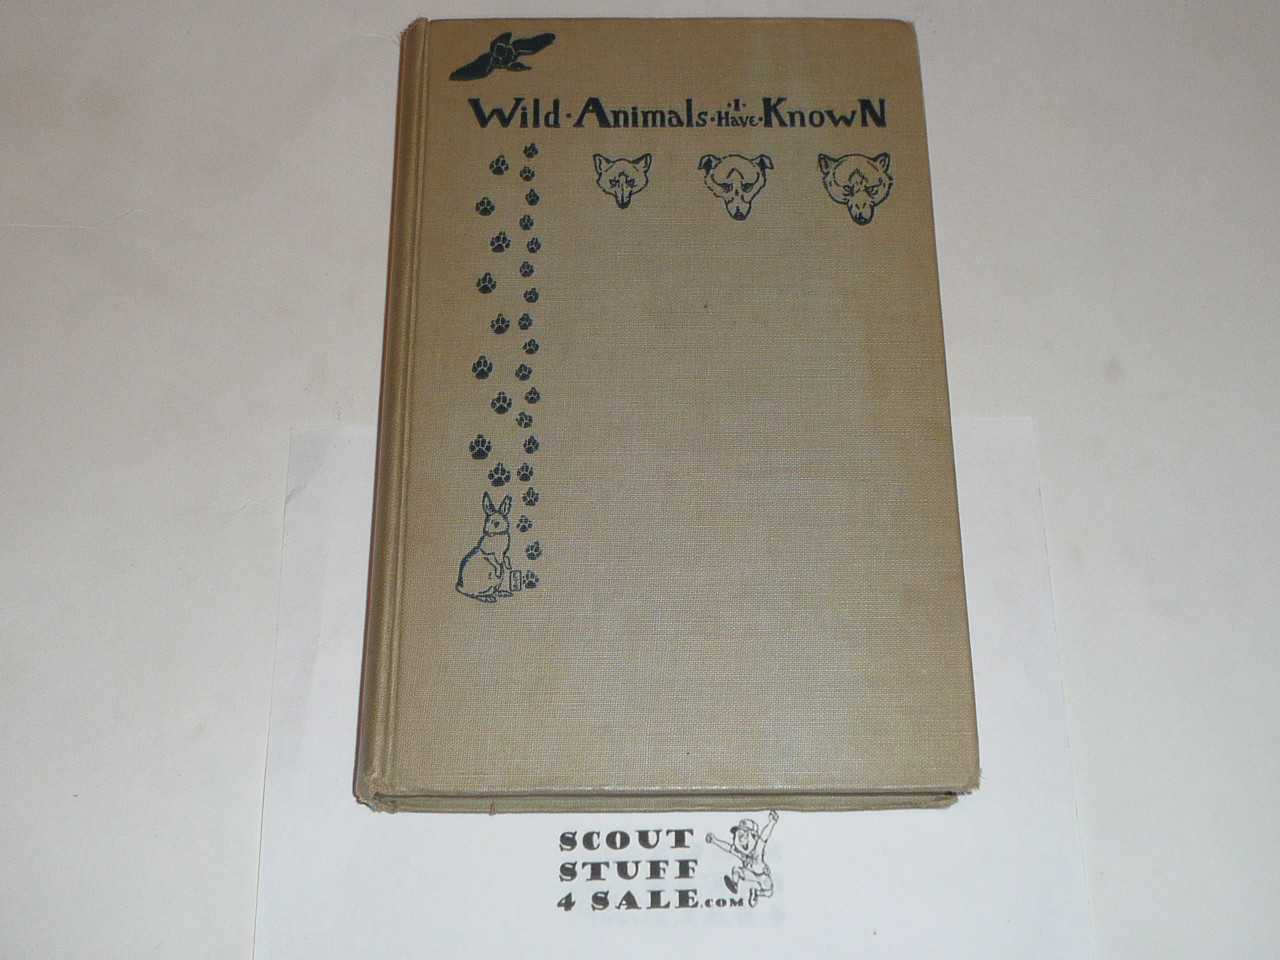 Wild · Animals · I · Have · Known
SCOUT
STUFF
4 SALE.COM